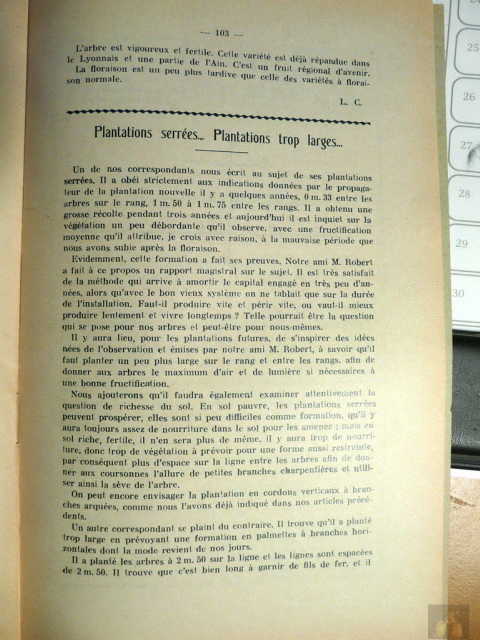 — 103 —
L'arbre est vigoureux et fertile. Cette variété est déjà répandue dans
le Lyonnais et une partie de l'Ain. C'est un fruit régional d'avenir.
La floraison est un peu plus tardive que celle des variétés à florai-
son normale.
L. C.
Plantations serrées... Plantations trop larges...
Un de nos correspondants nous écrit au sujet de ses plantations
serrées. Il a obéi strictement aux indications données par le propaga-
teur de la plantation nouvelle il y a quelques années, 0 m. 33 entre les
arbres sur le rang, 1 m. 50 à 1 m. 75 entre les rangs. Il a obtenu une
grosse récolte pendant trois années et aujourd'hui il est inquiet sur la
végétation un peu débordante qu'il observe, avec une fructification
moyenne qu'il attribue, je crois avec raison, à la mauvaise période que
nous avons subie après la floraison.
Evidemment, cette formation a fait ses preuves. Notre ami M. Robert
a fait à ce propos un rapport magistral sur le sujet. Il est très satisfait
de la méthode qui arrive à amortir le capital engagé en très peu d'an-
nées, alors qu'avec le bon vieux système on ne tablait que sur la durée
de l'installation. Faut-il produire vite et périr vite, ou vaut-il mieux
produire lentement et vivre longtemps ? Telle pourrait être la question
qui se pose pour nos arbres et peut-être pour nous-mêmes.
Il y aura lieu, pour les plantations futures, de s'inspirer des idées
nées de l'observation et émises par notre ami M. Robert, à savoir qu'il
faut planter un peu plus large sur le rang et entre les rangs, afin de
donner aux arbres le maximum d'air et de lumière si nécessaires à
une bonne fructification.
Nous ajouterons qu'il faudra également examiner attentivement la
question de richesse du sol. En sol pauvre, les plantations serrées
peuvent prospérer, elles sont si peu difficiles comme formation, qu'il y
aura toujours assez de nourriture dans le sol pour les amener ; mais en
sol riche, fertile, il n'en sera plus de même, il y aura trop de nourri-
ture, donc trop de végétation à prévoir pour une forme aussi restreinte,
par conséquent plus d'espace sur la ligne entre les arbres afin de don-
ner aux coursonnes l'allure de petites branches charpentières et utili-
ser ainsi la sève de l'arbre.
On peut encore envisager la plantation en cordons verticaux à bran-
ches arquées, comme nous l'avons déjà indiqué dans nos articles précé-
dents.
Un autre correspondant se plaint du contraire. Il trouve qu'il a planté
trop large en prévoyant une formation en palmettes à branches hori-
zontales dont la mode revient de nos jours.
Il a planté les arbres à 2 m. 50 sur la ligne et les lignes sont espacées
de 2 m. 50. Il trouve que c'est bien long à garnir de fils de fer, et il
25
26
27
28
29
30